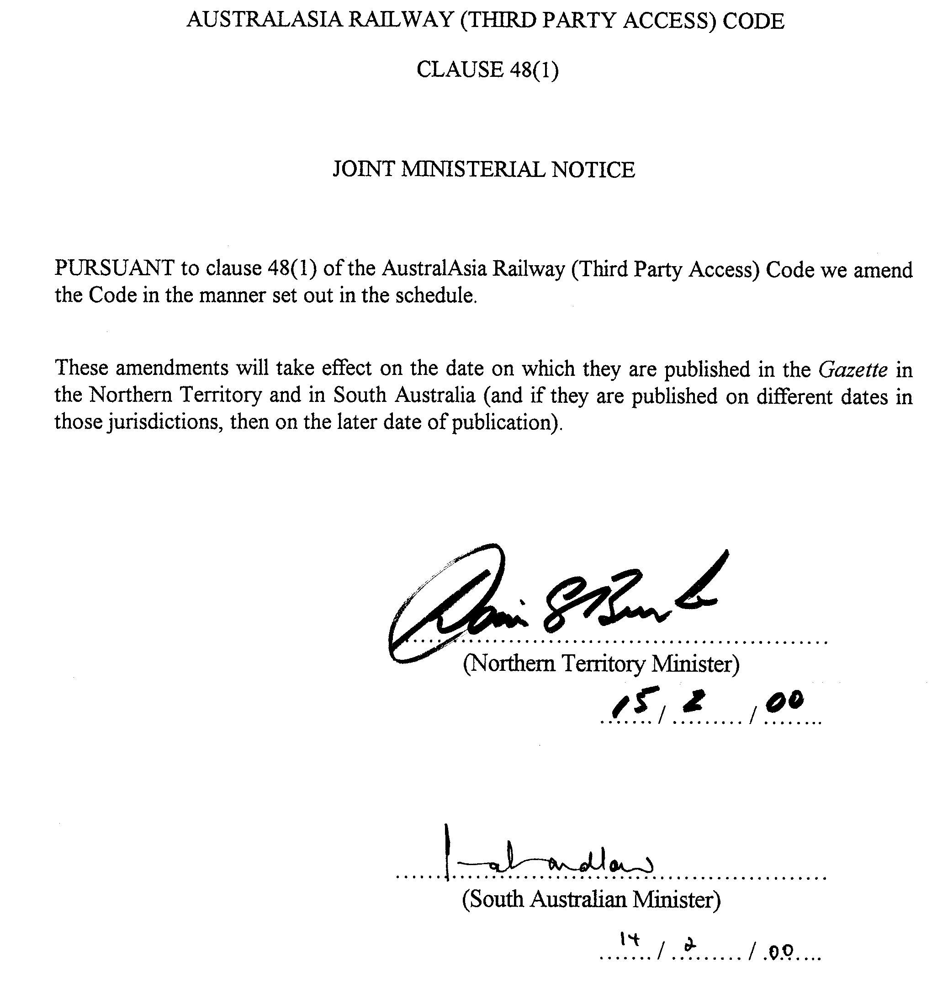 AUSTRALASIA RAILWAY (THIRD PARTY ACCESS) CODE
CLAUSE 48(1)
JOINT MINISTERIAL NOTICE
PURSUANT to clause 48(1) of the AustralAsia Railway (Third Party Access) Code we amend
the Code in the manner set out in the schedule.
These amendments will take effect on the date on which they are published in the Gazette in
the Northern Territory and in South Australia (and if they are published on different dates in
those jurisdictions, then on the later date of publication).
(Northern Territory Minister)
15 / 2 / 00
(South Australian Minister)
14 / 2 / 00